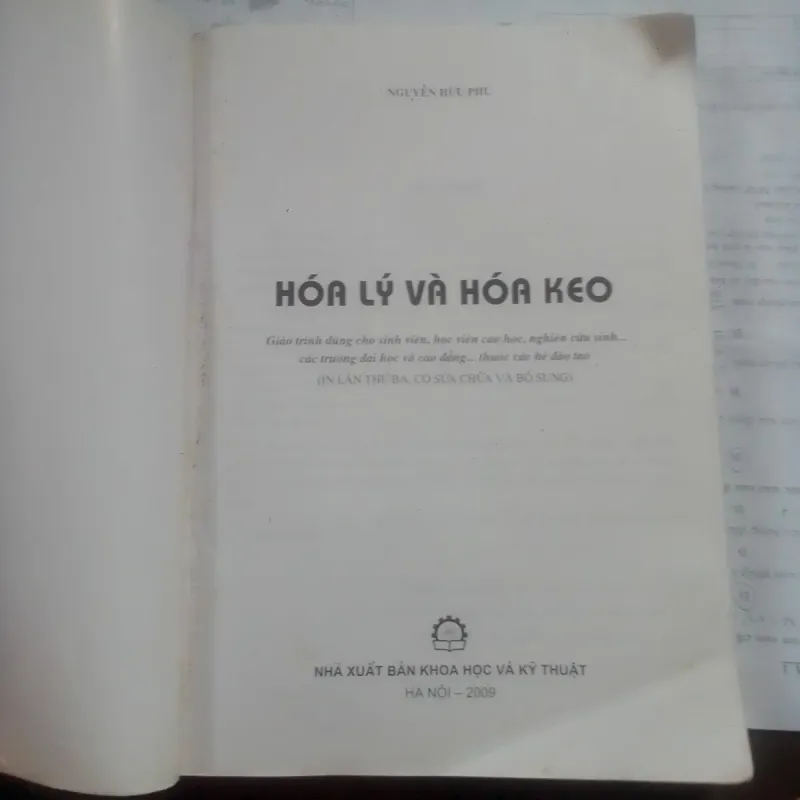 NGUYỄN HỮU PHÚ
HÓA LÝ VÀ HÓA KEO
Giáo trình dùng cho sinh viên, học viên cao học, nghiên cứu sinh...
các trường đại học và cao đẳng... thuộc các hệ đào tạo
(IN LẦN THỨ BA, CÓ SỬA CHỮA VÀ BỔ SUNG)
NHÀ XUẤT BẢN KHOA HỌC VÀ KỸ THUẬT
HÀ NỘI – 2009